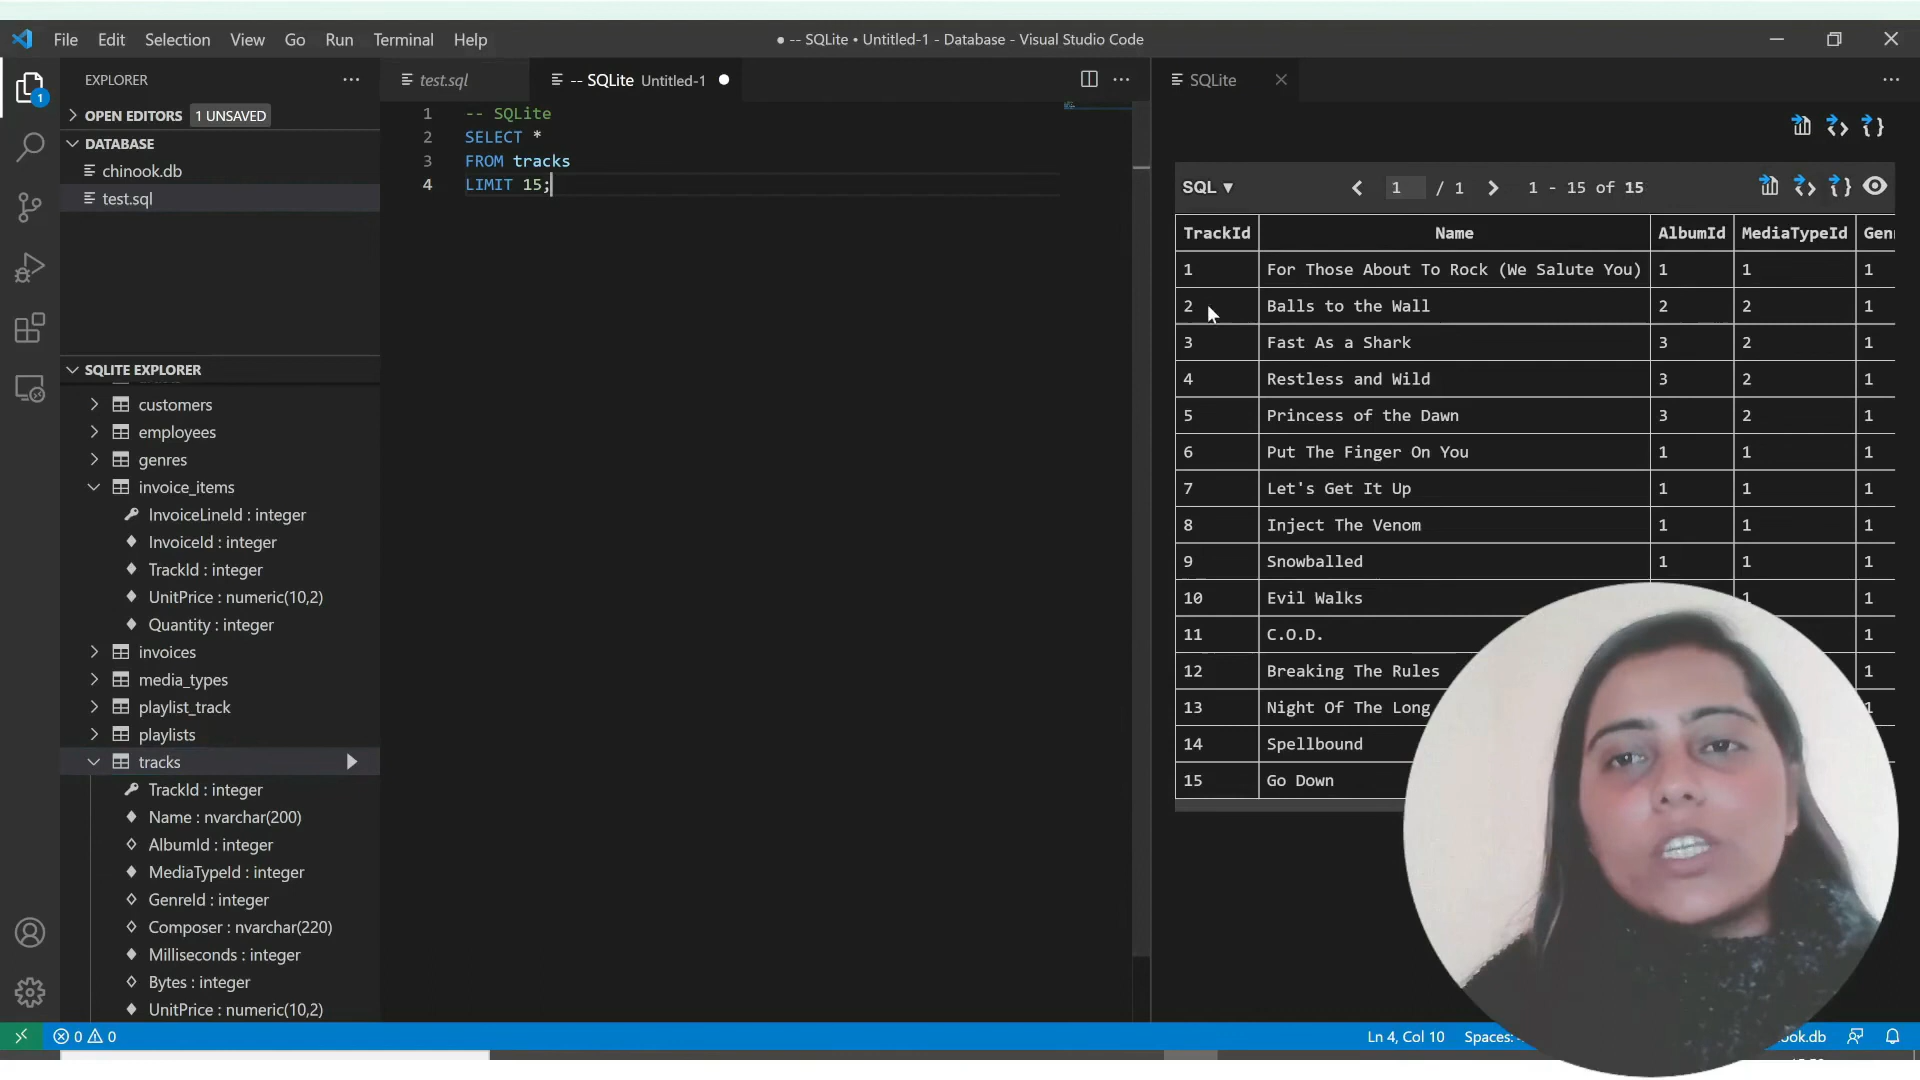 File Edit Selection View Go Run Terminal Help
● -- SQLite • Untitled-1 - Database - Visual Studio Code
EXPLORER
1
OPEN EDITORS 1 UNSAVED
DATABASE
chinook.db
test.sql
SQLITE EXPLORER
customers
employees
genres
invoice_items
InvoiceLineId : integer
InvoiceId : integer
TrackId : integer
UnitPrice : numeric(10,2)
Quantity : integer
invoices
media_types
playlist_track
playlists
tracks
TrackId : integer
Name : nvarchar(200)
AlbumId : integer
MediaTypeId : integer
GenreId : integer
Composer : nvarchar(220)
Milliseconds : integer
Bytes : integer
UnitPrice : numeric(10,2)
test.sql
-- SQLite Untitled-1
1 -- SQLite
2 SELECT *
3 FROM tracks
4 LIMIT 15;
SQLite
SQL ▼ 1 / 1 1 - 15 of 15
TrackId Name AlbumId MediaTypeId Gen
1 For Those About To Rock (We Salute You) 1 1 1
2 Balls to the Wall 2 2 1
3 Fast As a Shark 3 2 1
4 Restless and Wild 3 2 1
5 Princess of the Dawn 3 2 1
6 Put The Finger On You 1 1 1
7 Let's Get It Up 1 1 1
8 Inject The Venom 1 1 1
9 Snowballed 1 1 1
10 Evil Walks 1 1
11 C.O.D. 1
12 Breaking The Rules 1
13 Night Of The Long 1
14 Spellbound
15 Go Down
0 0
Ln 4, Col 10 Spaces: ook.db